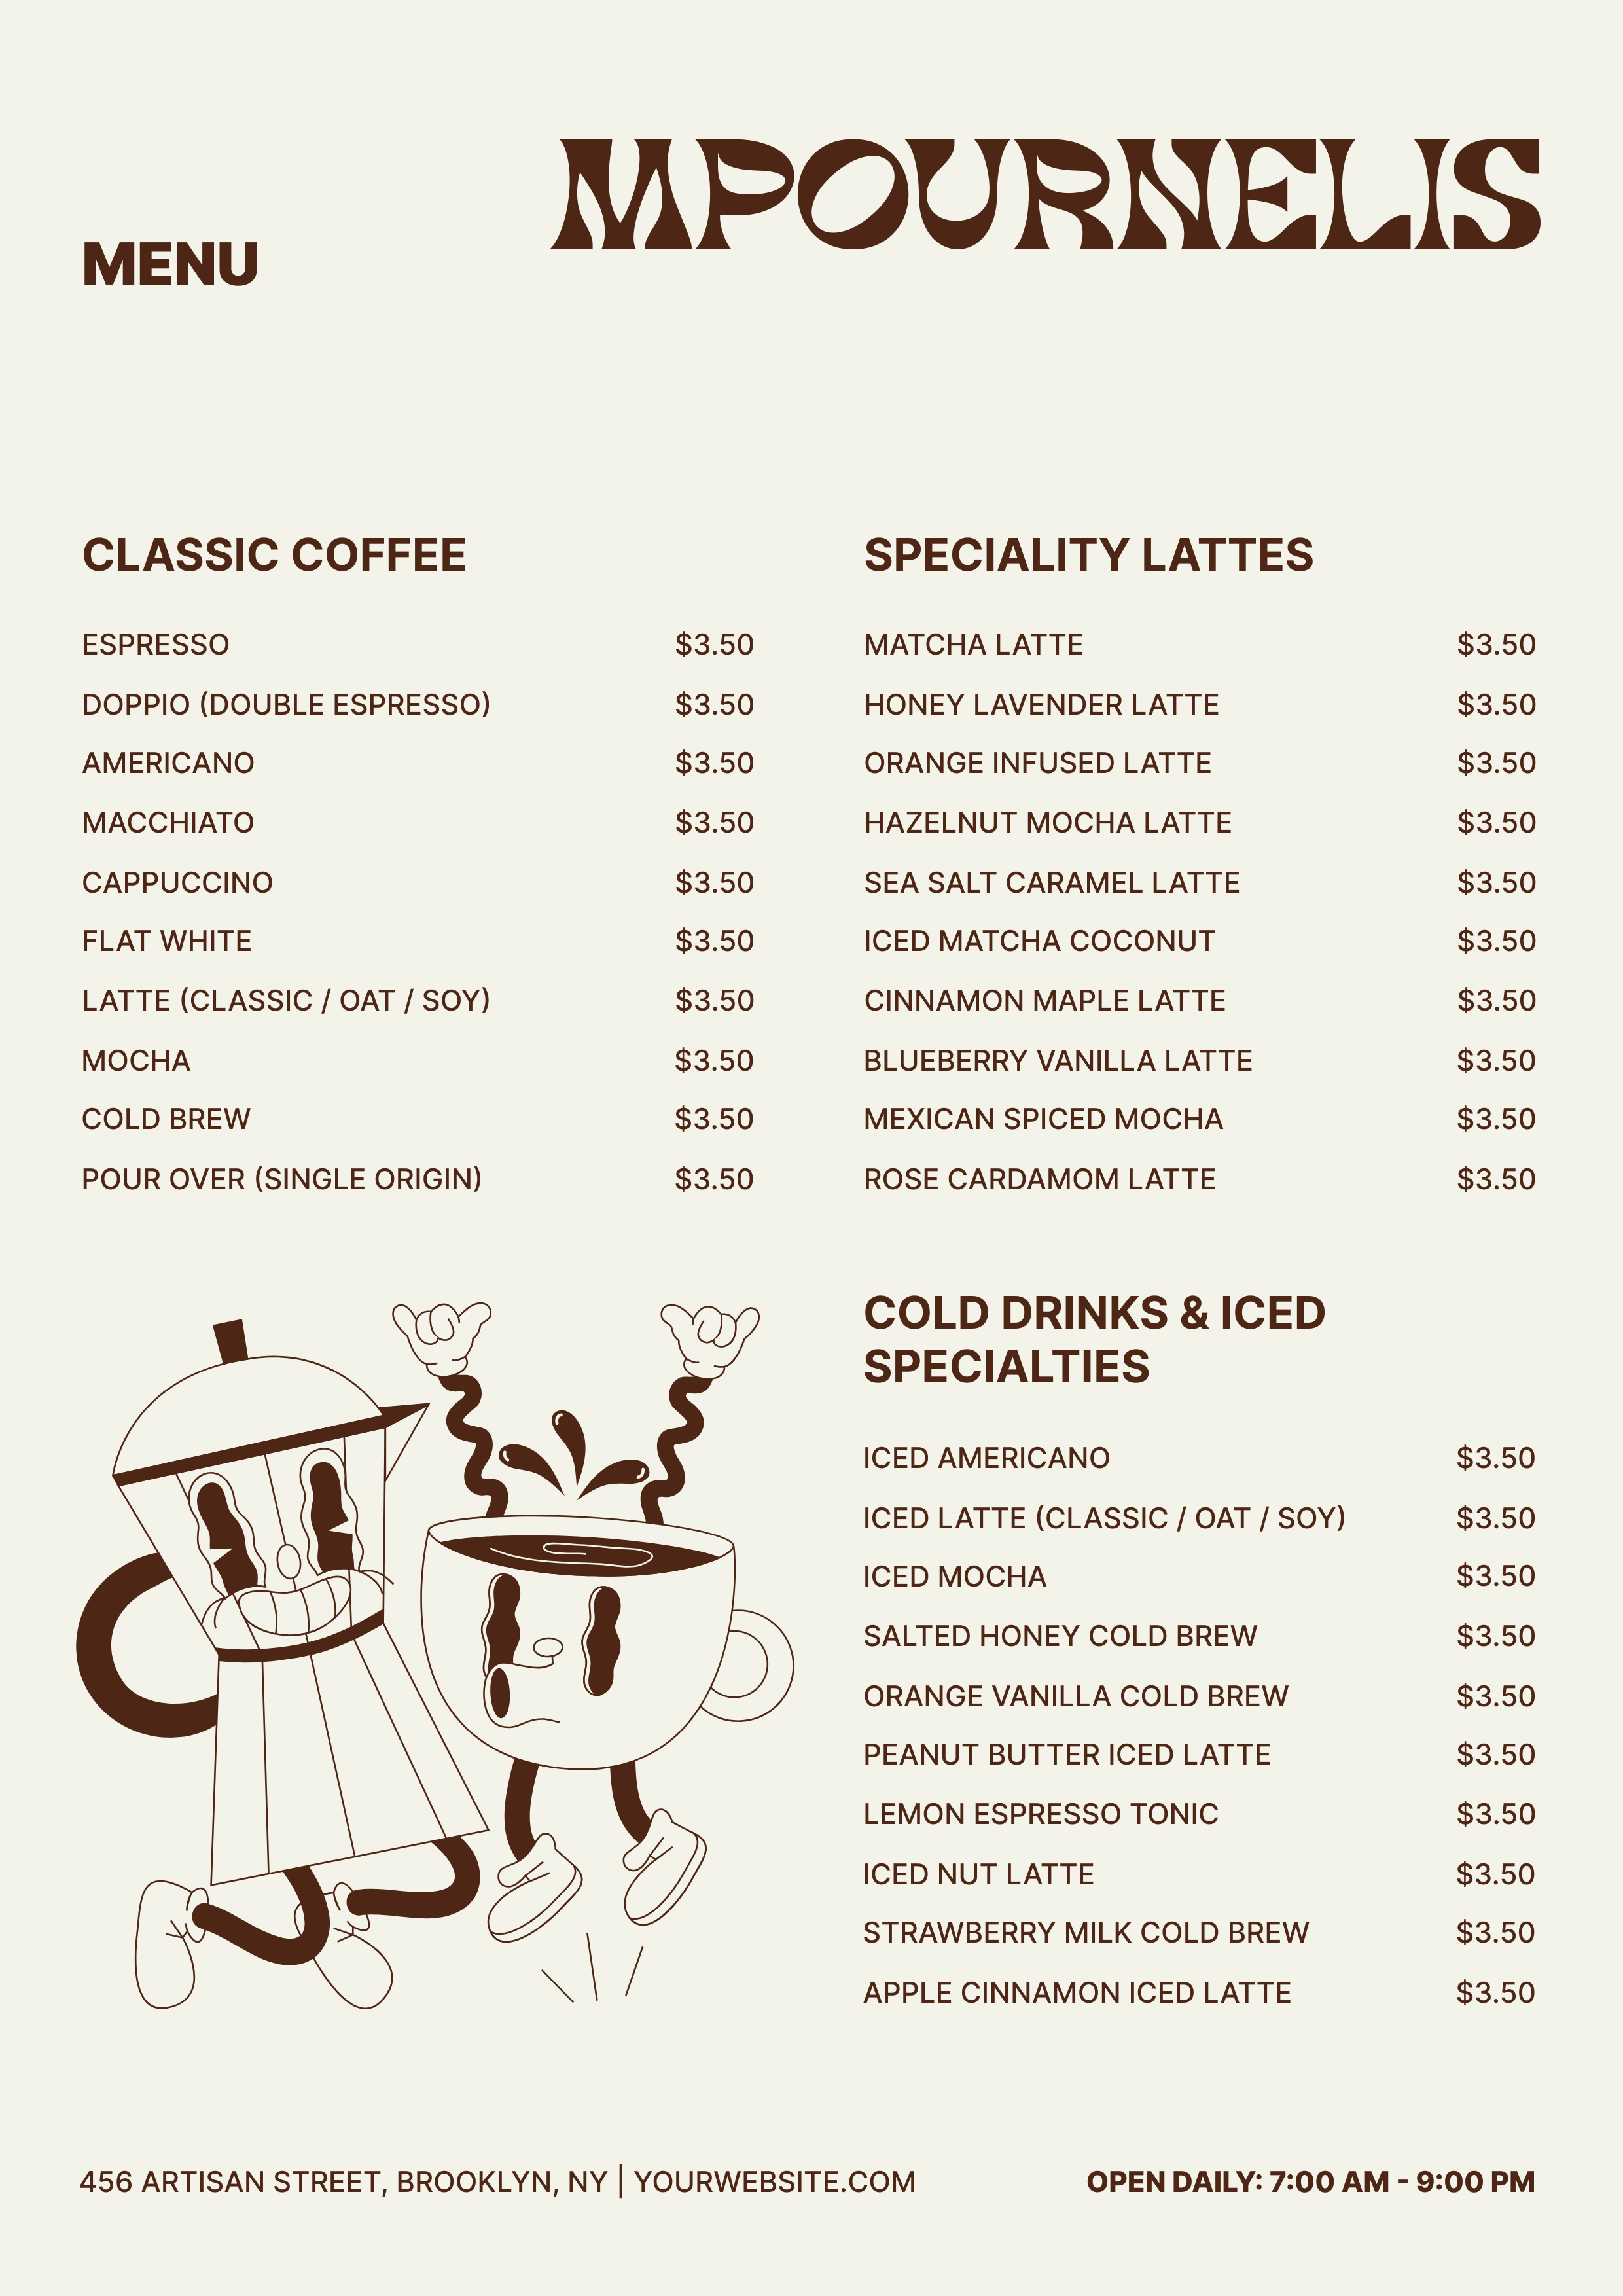 MPOURNELIS
MENU
CLASSIC COFFEE
ESPRESSO $3.50
DOPPIO (DOUBLE ESPRESSO) $3.50
AMERICANO $3.50
MACCHIATO $3.50
CAPPUCCINO $3.50
FLAT WHITE $3.50
LATTE (CLASSIC / OAT / SOY) $3.50
MOCHA $3.50
COLD BREW $3.50
POUR OVER (SINGLE ORIGIN) $3.50
SPECIALITY LATTES
MATCHA LATTE $3.50
HONEY LAVENDER LATTE $3.50
ORANGE INFUSED LATTE $3.50
HAZELNUT MOCHA LATTE $3.50
SEA SALT CARAMEL LATTE $3.50
ICED MATCHA COCONUT $3.50
CINNAMON MAPLE LATTE $3.50
BLUEBERRY VANILLA LATTE $3.50
MEXICAN SPICED MOCHA $3.50
ROSE CARDAMOM LATTE $3.50
COLD DRINKS & ICED
SPECIALTIES
ICED AMERICANO $3.50
ICED LATTE (CLASSIC / OAT / SOY) $3.50
ICED MOCHA $3.50
SALTED HONEY COLD BREW $3.50
ORANGE VANILLA COLD BREW $3.50
PEANUT BUTTER ICED LATTE $3.50
LEMON ESPRESSO TONIC $3.50
ICED NUT LATTE $3.50
STRAWBERRY MILK COLD BREW $3.50
APPLE CINNAMON ICED LATTE $3.50
456 ARTISAN STREET, BROOKLYN, NY | YOURWEBSITE.COM
OPEN DAILY: 7:00 AM - 9:00 PM